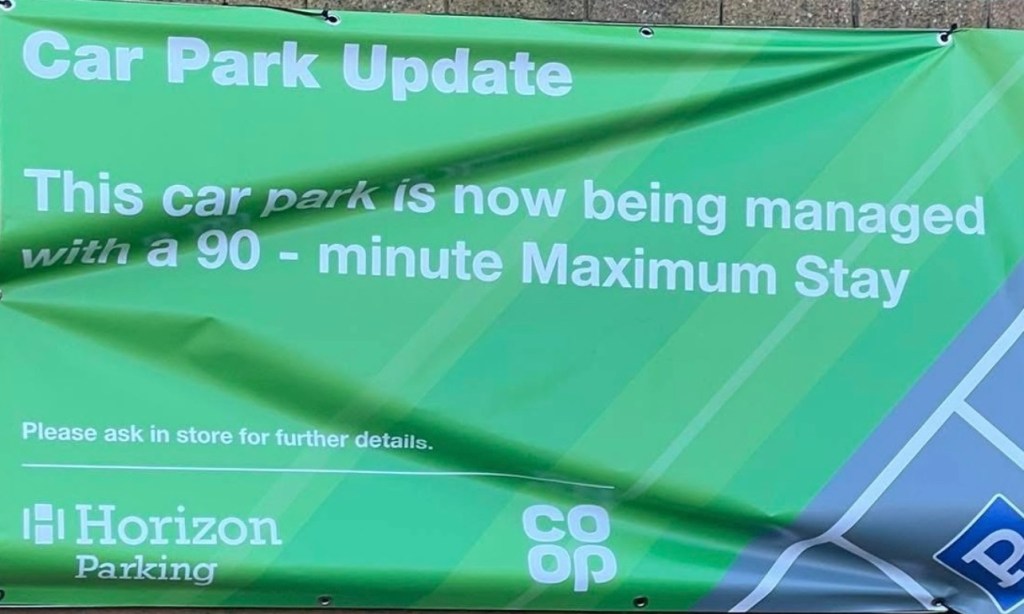 Car Park Update
This car park is now being managed
with a 90 - minute Maximum Stay
Please ask in store for further details.
Horizon
Parking
CO
OP
P